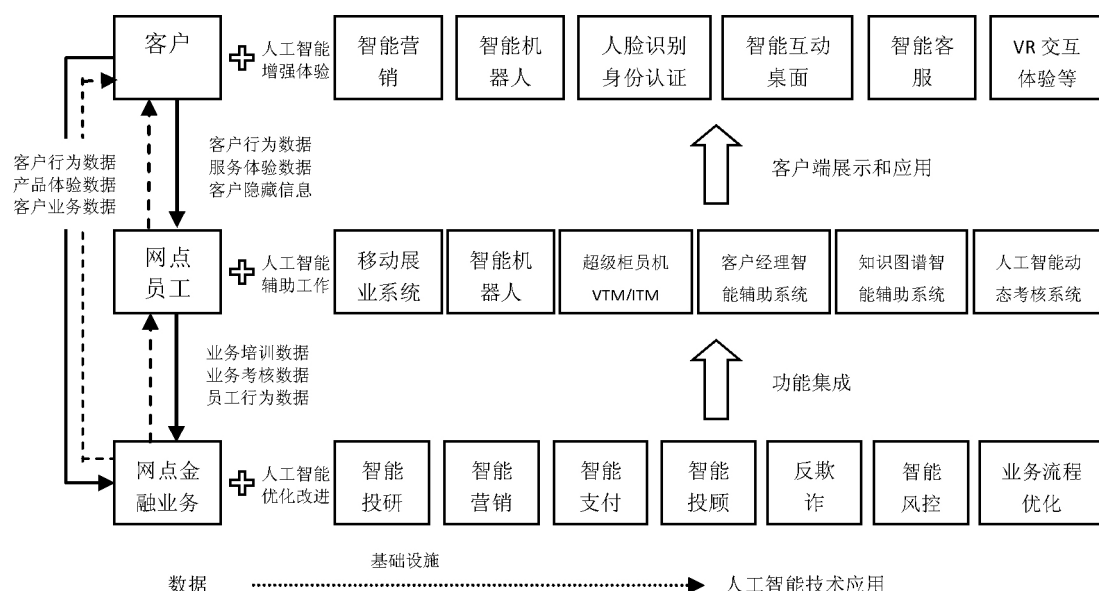 客户
人工智能
增强体验
智能营
销
智能机
器人
人脸识别
身份认证
智能互动
桌面
智能客
服
VR 交互
体验等
客户行为数据
产品体验数据
客户业务数据
客户行为数据
服务体验数据
客户隐藏信息
客户端展示和应用
网点
员工
人工智能
辅助工作
移动展
业系统
智能机
器人
超级柜员机
VTM/ITM
客户经理智
能辅助系统
知识图谱智
能辅助系统
人工智能动
态考核系统
业务培训数据
业务考核数据
员工行为数据
功能集成
网点金
融业务
人工智能
优化改进
智能
投研
智能
营销
智能
支付
智能
投顾
反欺
诈
智能
风控
业务流程
优化
基础设施
数据
人工智能技术应用